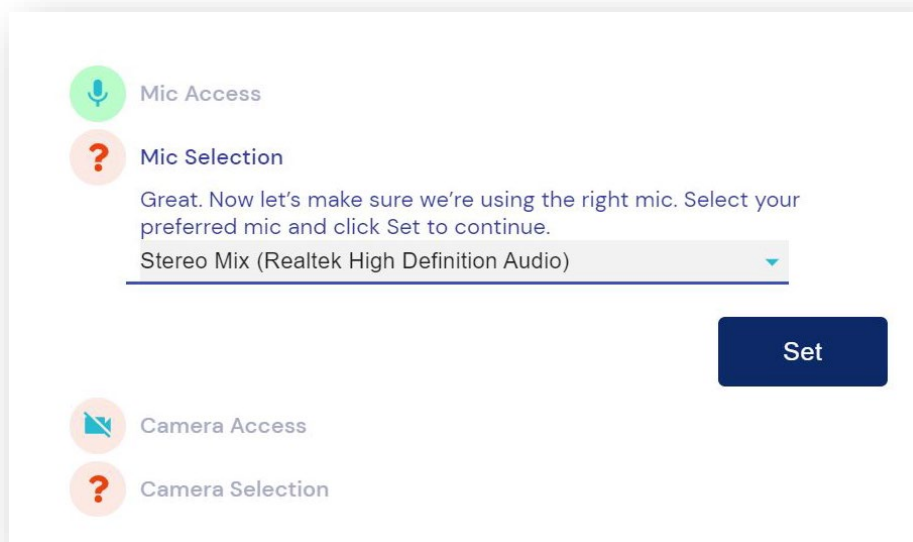 Mic Access
? Mic Selection
Great. Now let's make sure we're using the right mic. Select your
preferred mic and click Set to continue.
Stereo Mix (Realtek High Definition Audio)
Set
Camera Access
? Camera Selection